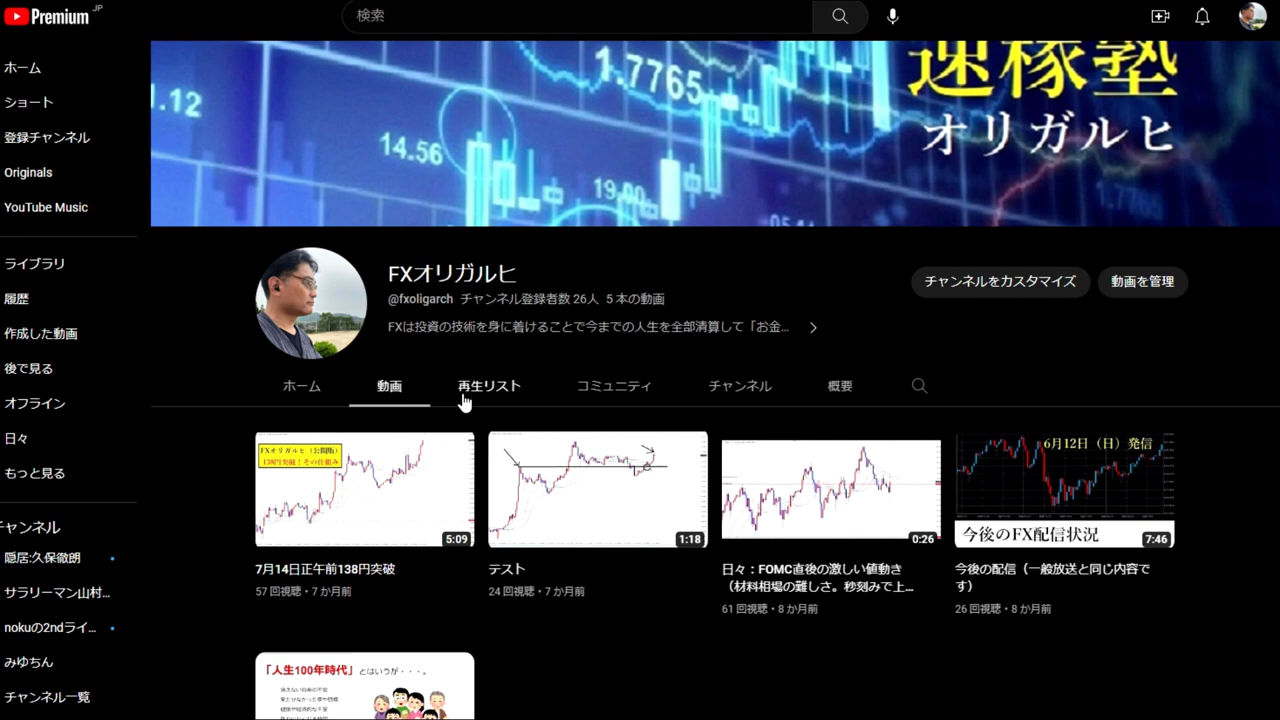 Premium JP
検索
ホーム
ショート
登録チャンネル
Originals
YouTube Music
ライブラリ
履歴
作成した動画
後で見る
オフライン
日々
もっと見る
チャンネル
隠居:久保徹朗
サラリーマン山村...
nokuの2ndライ...
みゆちん
チャンネル一覧
1.12
14.56
1.7765
19.00
1.7765
速稼塾
オリガルヒ
FXオリガルヒ
@fxoligarch チャンネル登録者数 26人 5 本の動画
FXは投資の技術を身に着けることで今までの人生を全部清算して「お金...
チャンネルをカスタマイズ
動画を管理
ホーム
動画
再生リスト
コミュニティ
チャンネル
概要
FXオリガルヒ（公開版）
138円突破！その仕組み
5:09
7月14日正午前138円突破
57 回視聴・7 か月前
1:18
テスト
24 回視聴・7 か月前
0:26
日々：FOMC直後の激しい値動き
（材料相場の難しさ。秒刻みで上...
61 回視聴・8 か月前
6月12日（日）発信
今後のFX配信状況
7:46
今後の配信（一般放送と同じ内容で
す）
26 回視聴・8 か月前
「人生100年時代」とはいうが・・・。
消えない将来の不安